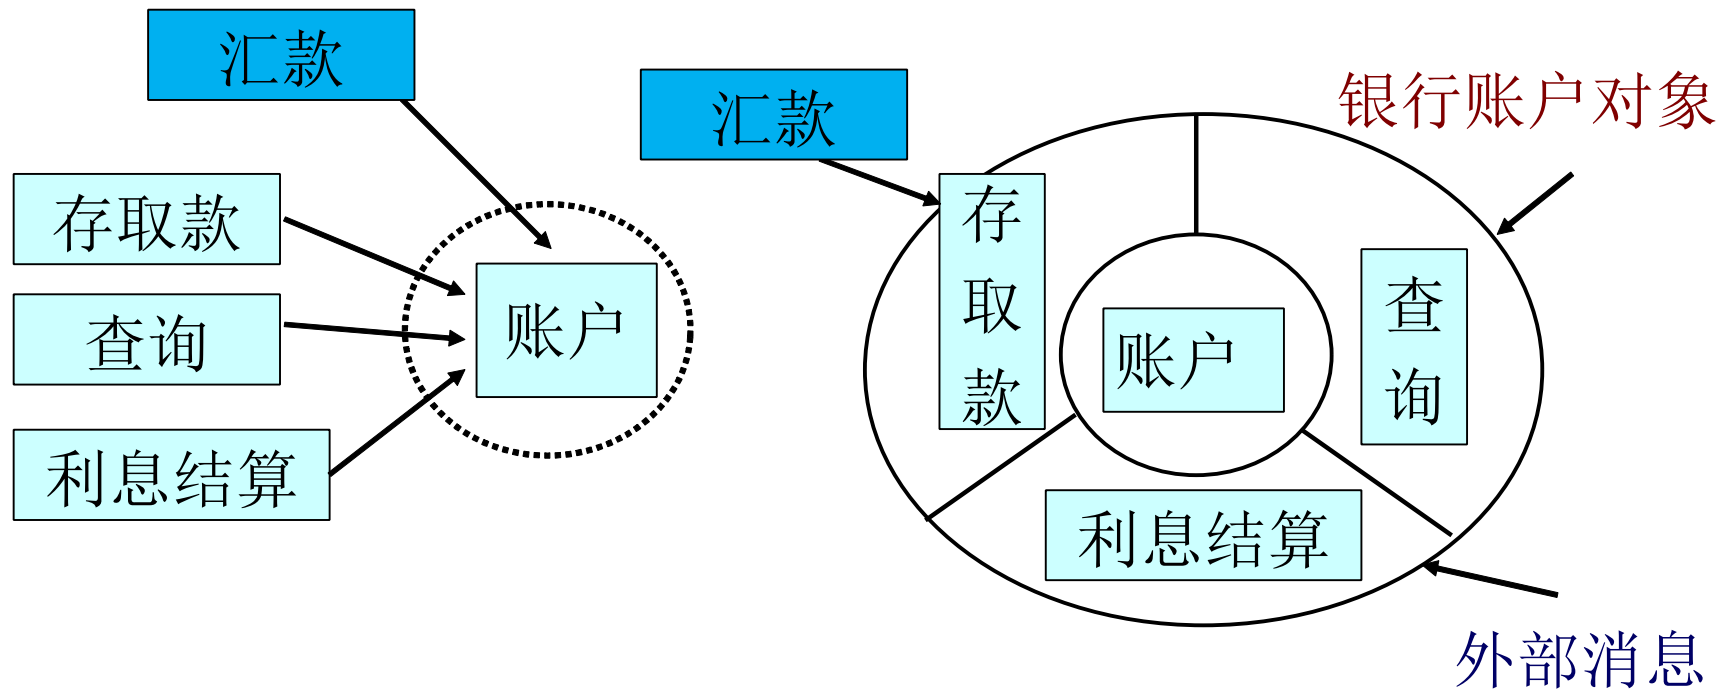 汇款
存取款
查询
利息结算
账户
汇款
银行账户对象
存
取
款
账户
查
询
利息结算
外部消息